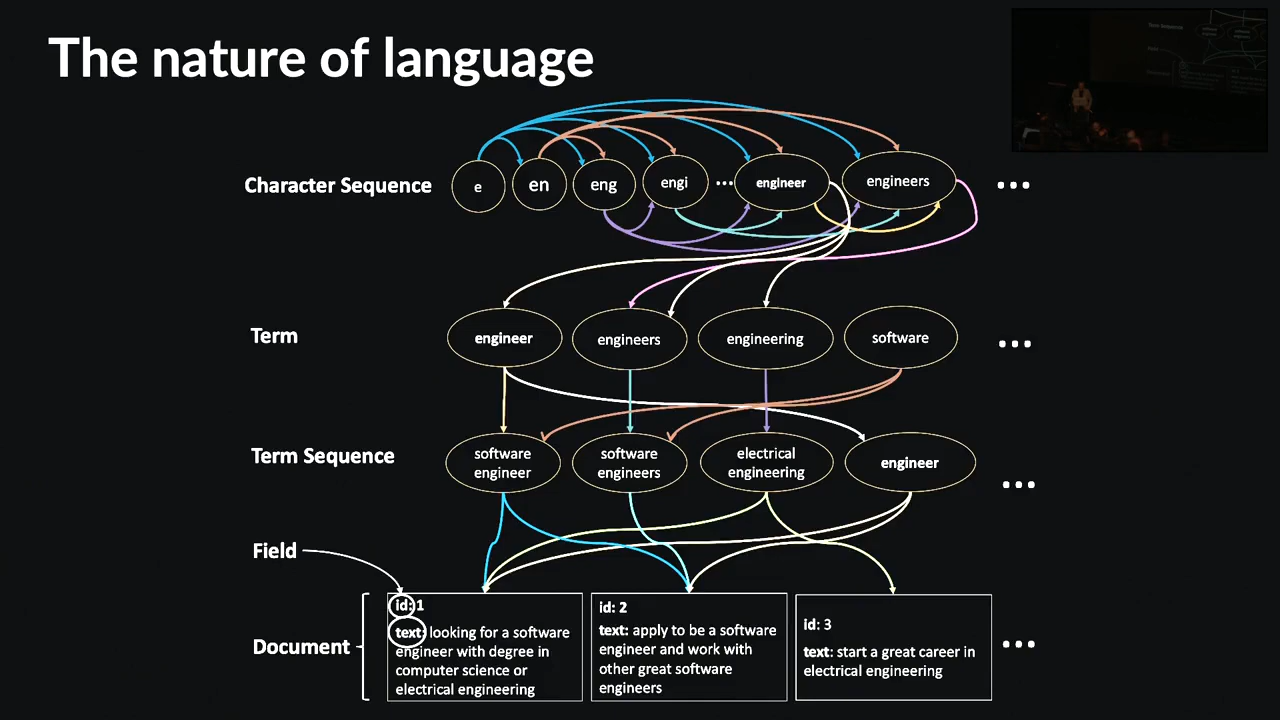 The nature of language
Character Sequence
e
en
eng
engi
...
engineer
engineers
...
Term
engineer
engineers
engineering
software
...
Term Sequence
software
engineer
software
engineers
electrical
engineering
engineer
...
Field
Document
id: 1
text: looking for a software
engineer with degree in
computer science or
electrical engineering
id: 2
text: apply to be a software
engineer and work with
other great software
engineers
id: 3
text: start a great career in
electrical engineering
...